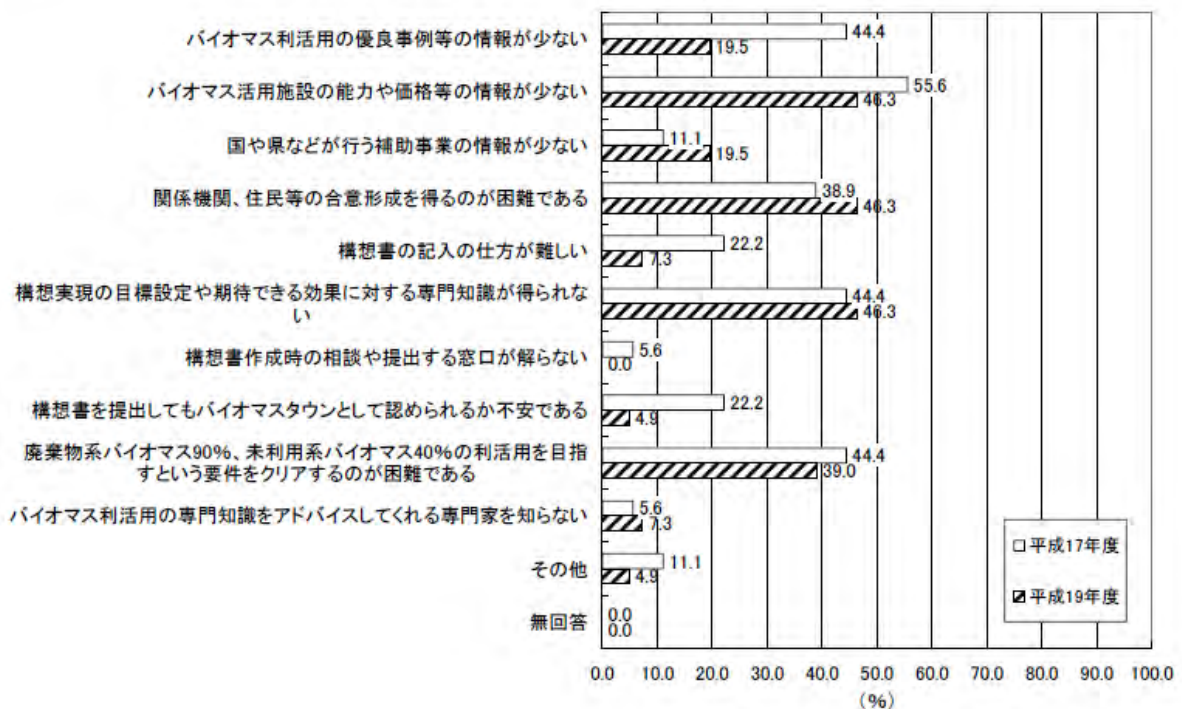 バイオマス利活用の優良事例等の情報が少ない
44.4
19.5
バイオマス活用施設の能力や価格等の情報が少ない
55.6
46.3
国や県などが行う補助事業の情報が少ない
11.1
19.5
関係機関、住民等の合意形成を得るのが困難である
38.9
46.3
構想書の記入の仕方が難しい
22.2
7.3
構想実現の目標設定や期待できる効果に対する専門知識が得られな
い
44.4
46.3
構想書作成時の相談や提出する窓口が解らない
5.6
0.0
構想書を提出してもバイオマスタウンとして認められるか不安である
22.2
4.9
廃棄物系バイオマス90%、未利用系バイオマス40%の利活用を目指
すという要件をクリアするのが困難である
44.4
39.0
バイオマス利活用の専門知識をアドバイスしてくれる専門家を知らない
5.6
7.3
その他
11.1
4.9
無回答
0.0
0.0
平成17年度
平成19年度
0.0 10.0 20.0 30.0 40.0 50.0 60.0 70.0 80.0 90.0 100.0
(%)